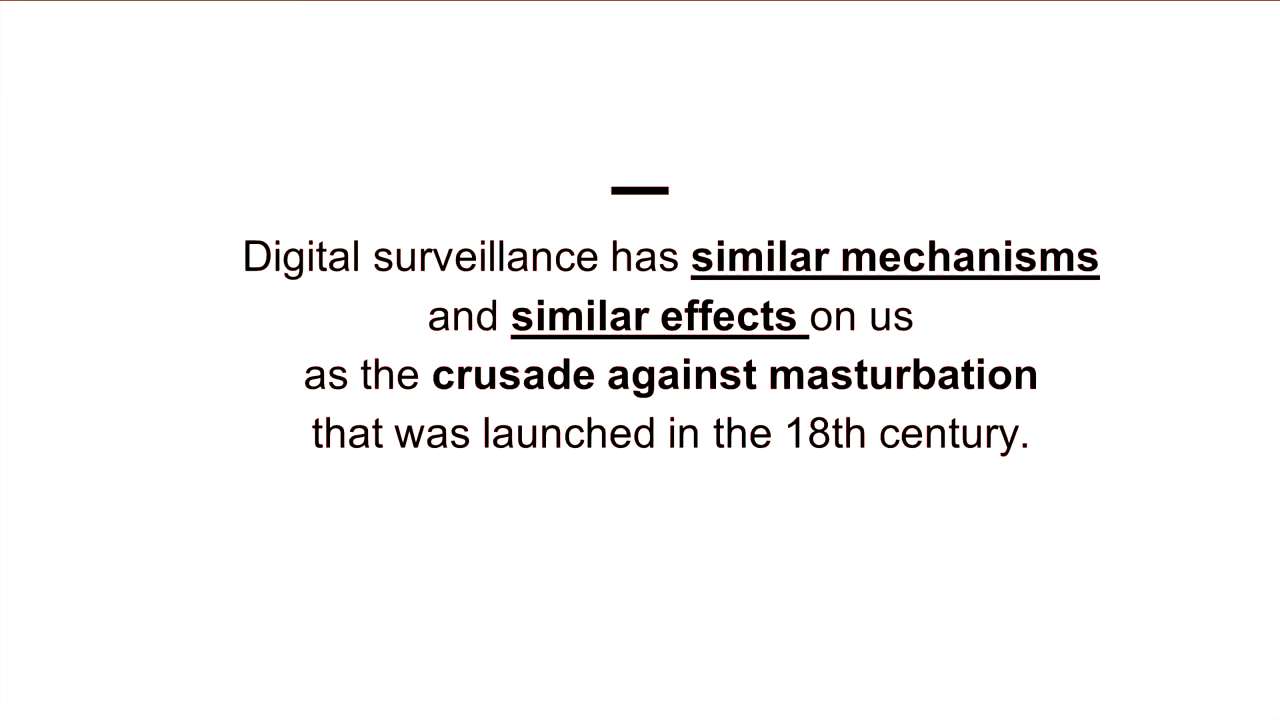 Digital surveillance has similar mechanisms
and similar effects on us
as the crusade against masturbation
that was launched in the 18th century.